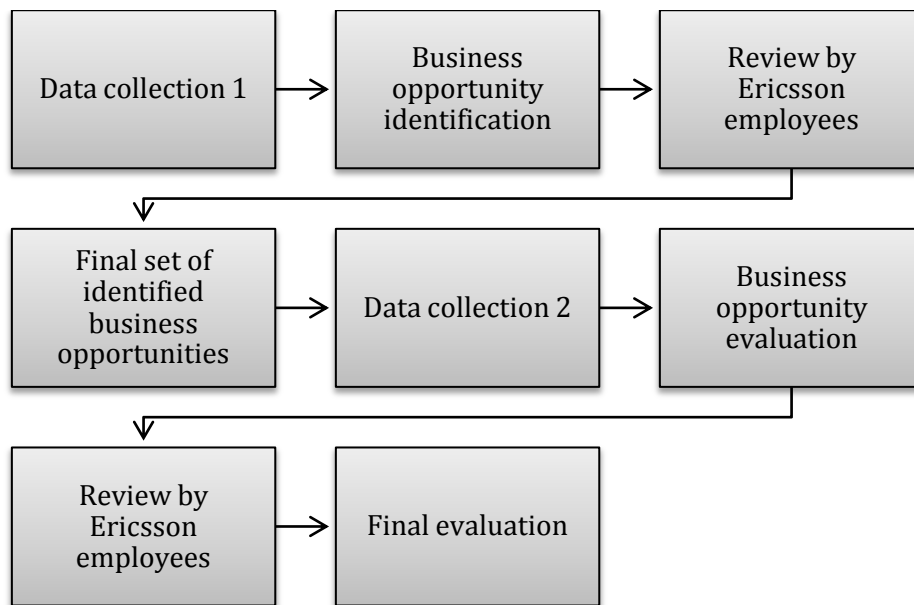 Data collection 1
Business
opportunity
identification
Review by
Ericsson
employees
Final set of
identified
business
opportunities
Data collection 2
Business
opportunity
evaluation
Review by
Ericsson
employees
Final evaluation